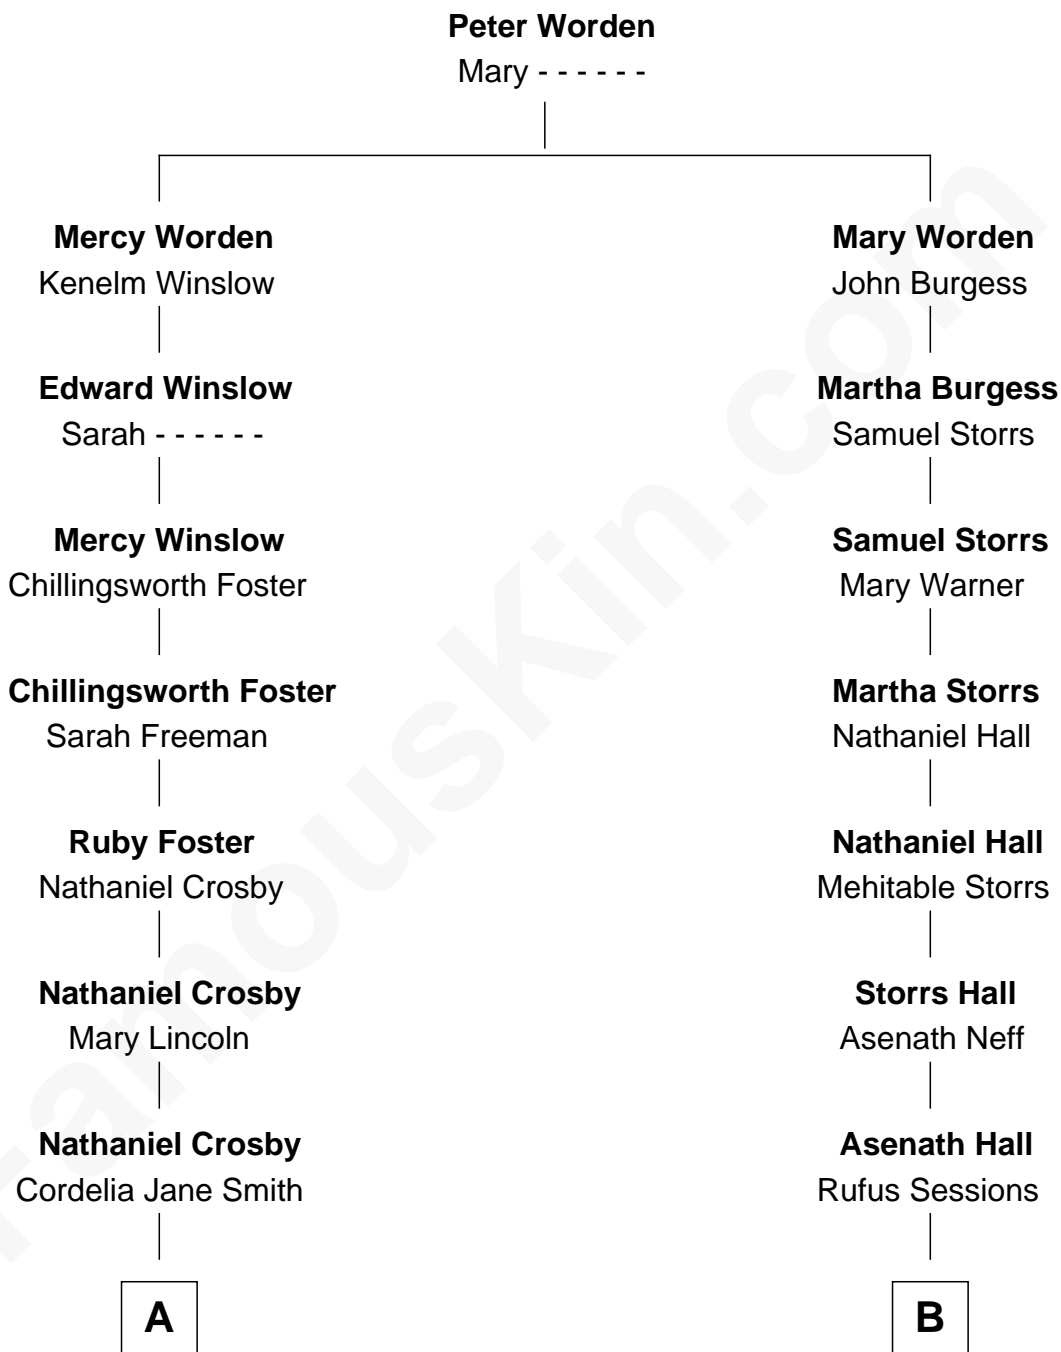 Peter Worden
Mary - - - - - -
Mercy Worden
Kenelm Winslow
Mary Worden
John Burgess
Edward Winslow
Sarah - - - - - -
Martha Burgess
Samuel Storrs
Mercy Winslow
Chillingsworth Foster
Samuel Storrs
Mary Warner
Chillingsworth Foster
Sarah Freeman
Martha Storrs
Nathaniel Hall
Ruby Foster
Nathaniel Crosby
Nathaniel Hall
Mehitable Storrs
Nathaniel Crosby
Mary Lincoln
Storrs Hall
Asenath Neff
Nathaniel Crosby
Cordelia Jane Smith
Asenath Hall
Rufus Sessions
A
B
FamousKin.com